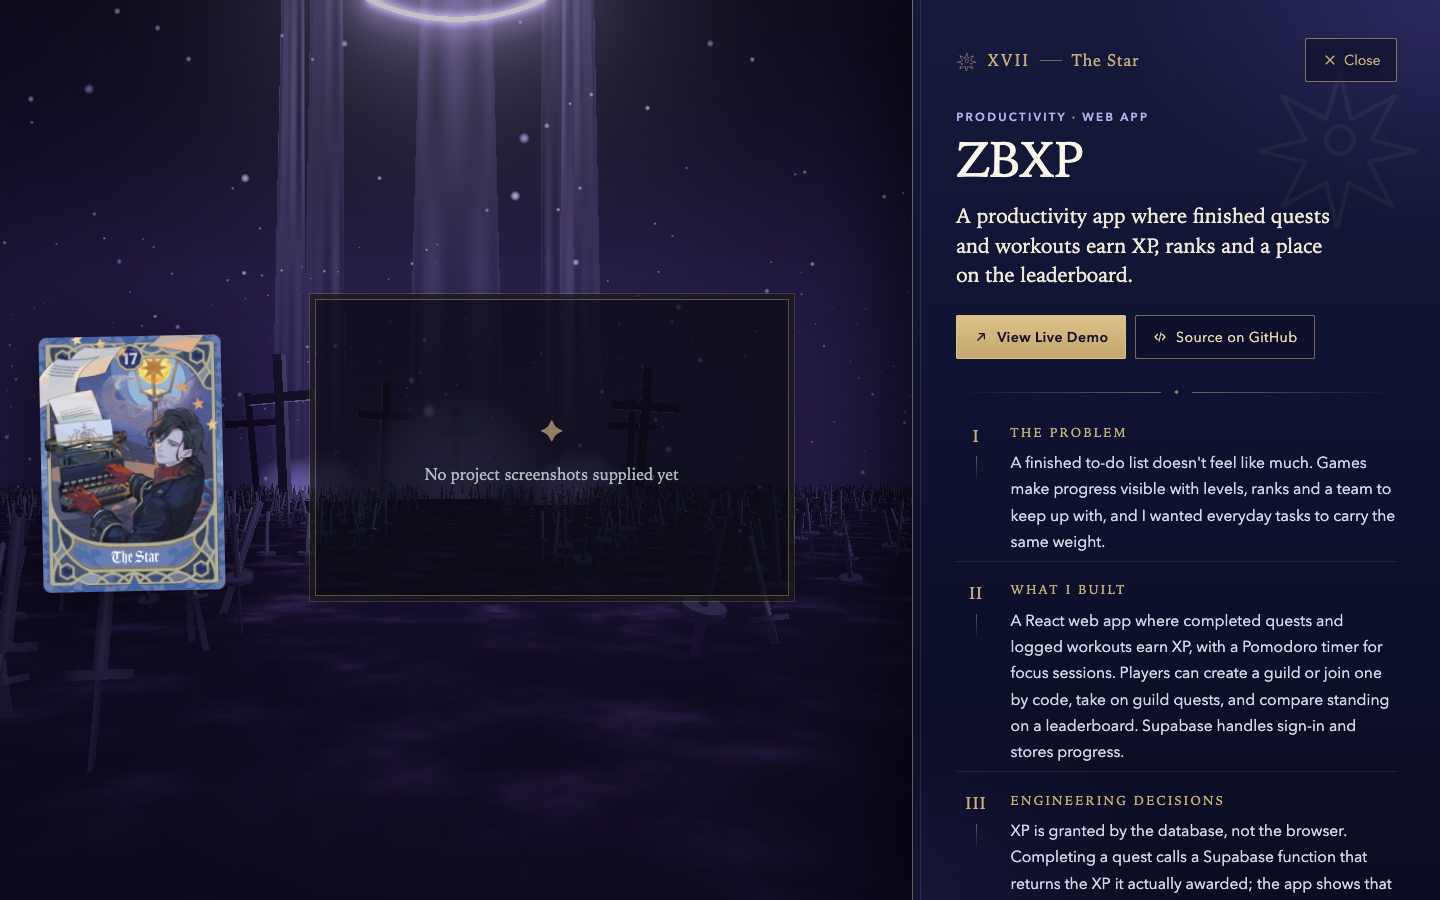 XVII — The Star
Close
PRODUCTIVITY · WEB APP
ZBXP
A productivity app where finished quests
and workouts earn XP, ranks and a place
on the leaderboard.
View Live Demo
Source on GitHub
17
The Star
No project screenshots supplied yet
I
THE PROBLEM
A finished to-do list doesn't feel like much. Games
make progress visible with levels, ranks and a team to
keep up with, and I wanted everyday tasks to carry the
same weight.
II
WHAT I BUILT
A React web app where completed quests and
logged workouts earn XP, with a Pomodoro timer for
focus sessions. Players can create a guild or join one
by code, take on guild quests, and compare standing
on a leaderboard. Supabase handles sign-in and
stores progress.
III
ENGINEERING DECISIONS
XP is granted by the database, not the browser.
Completing a quest calls a Supabase function that
returns the XP it actually awarded; the app shows that